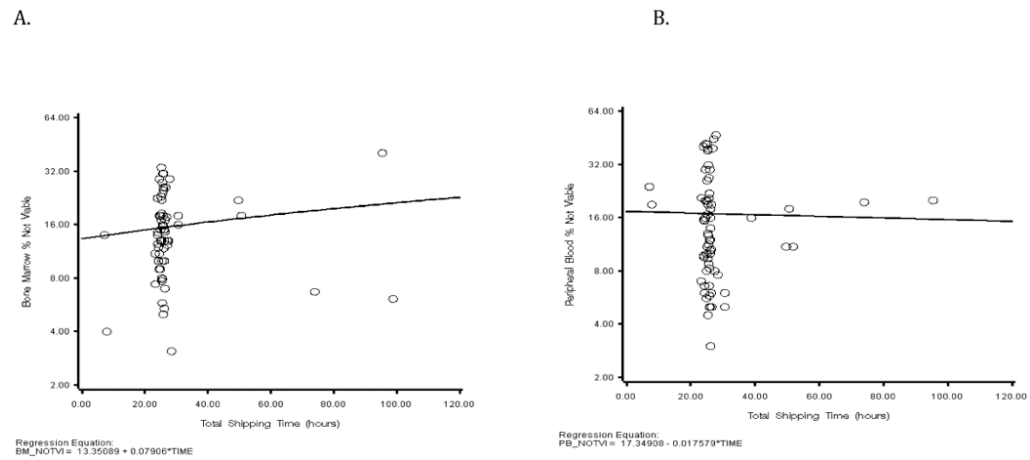 A.
B.
64.00
32.00
16.00
8.00
4.00
2.00
Bone Marrow % Not Viable
0.00 20.00 40.00 60.00 80.00 100.00 120.00
Total Shipping Time (hours)
Regression Equation:
BM_NOTVI = 13.35089 + 0.07906*TIME
64.00
32.00
16.00
8.00
4.00
2.00
Peripheral Blood % Not Viable
0.00 20.00 40.00 60.00 80.00 100.00 120.00
Total Shipping Time (hours)
Regression Equation:
PB_NOTVI = 17.34908 - 0.017579*TIME